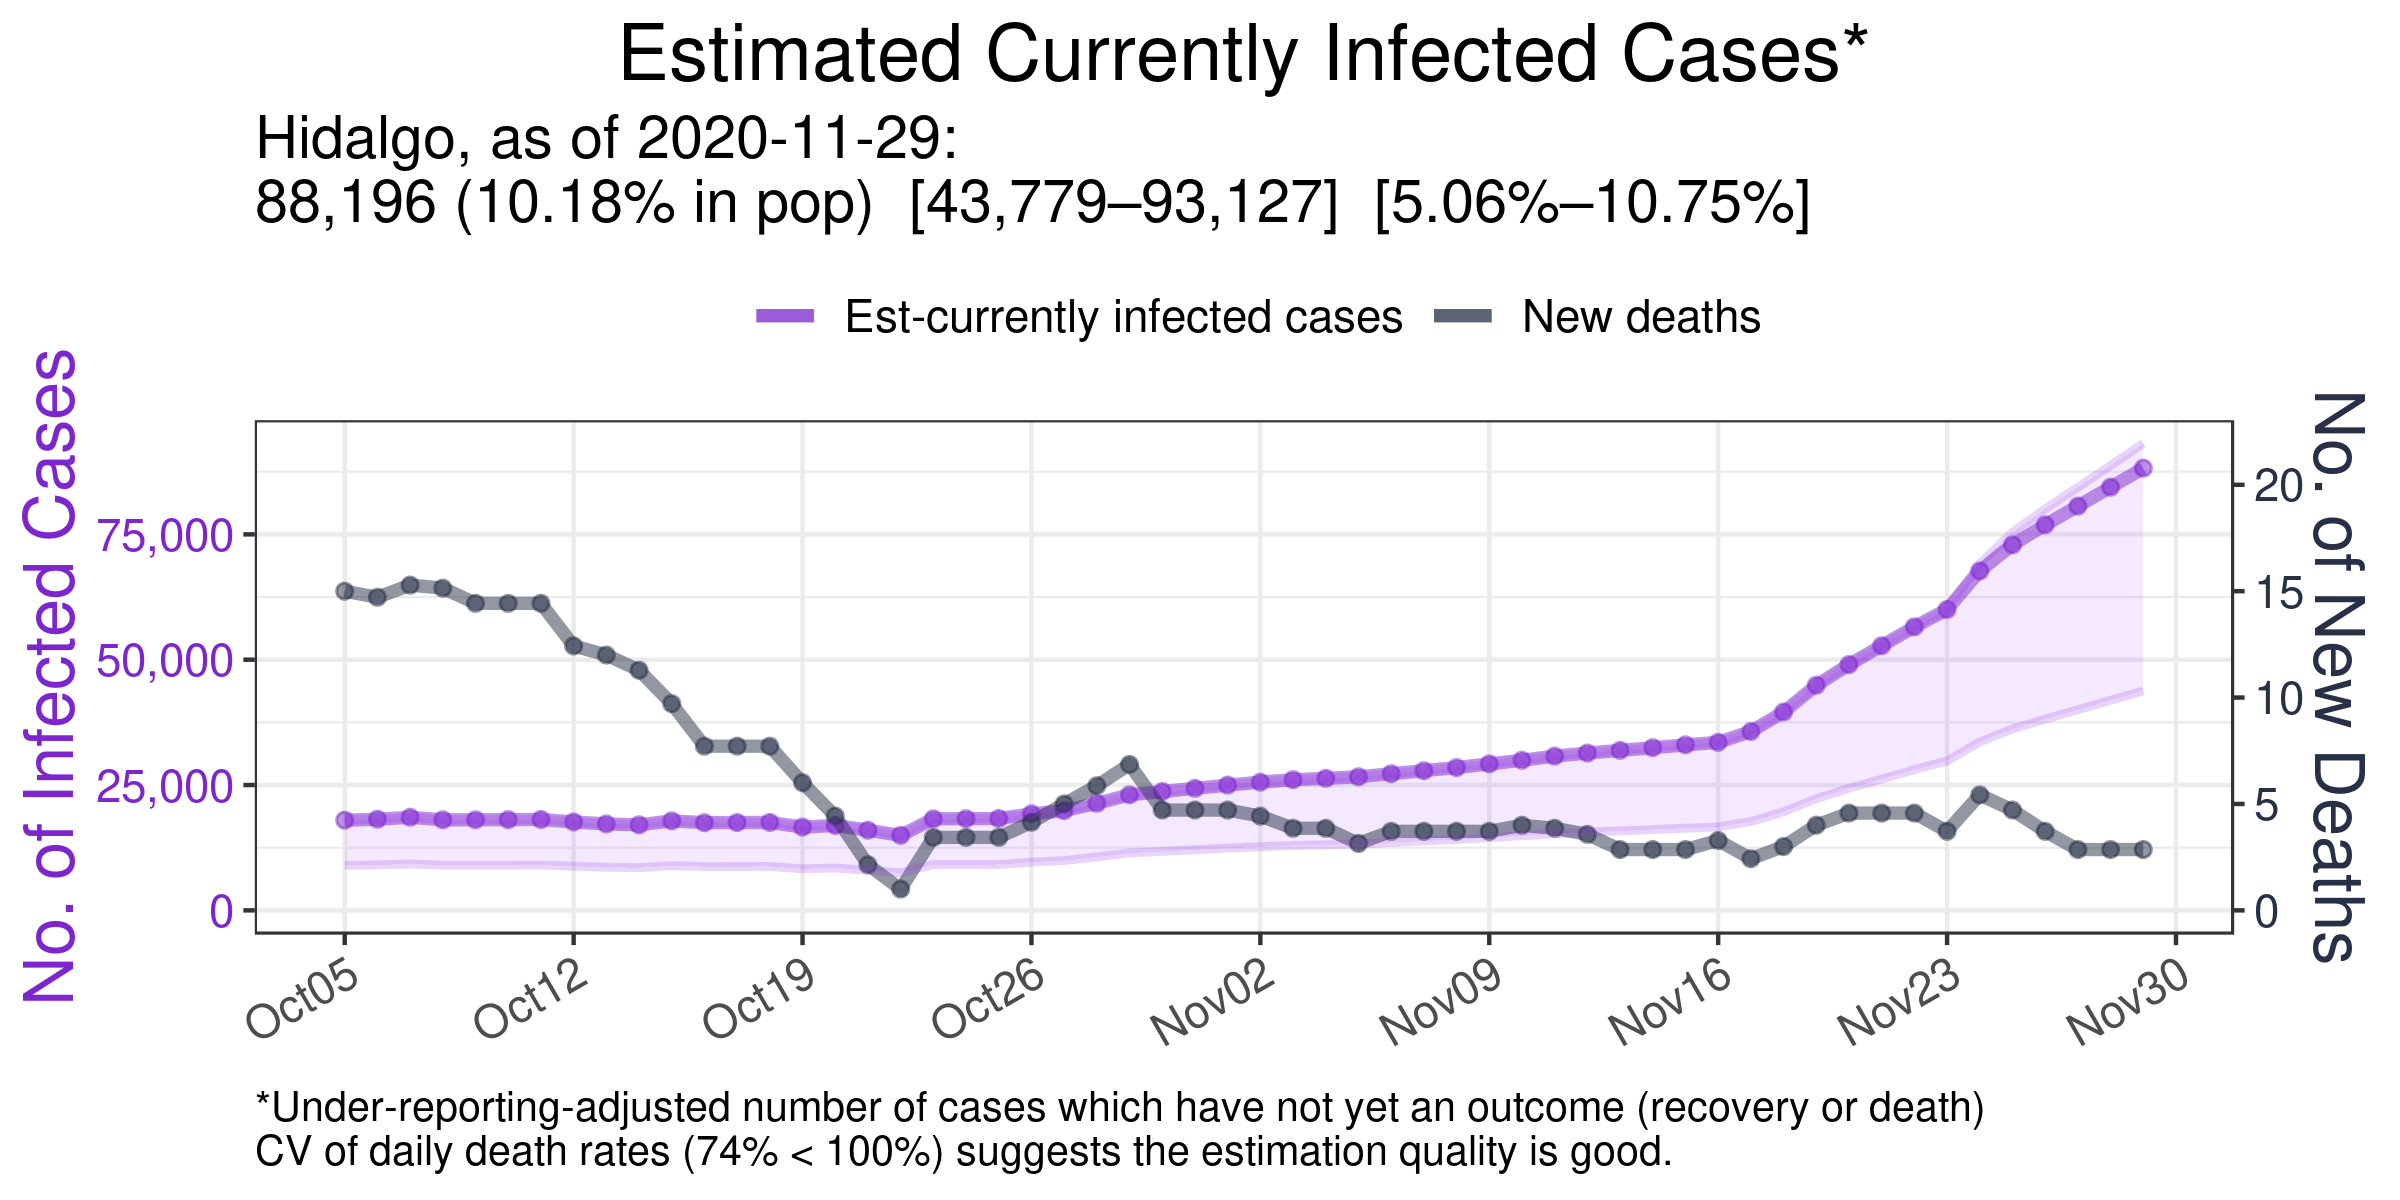 Estimated Currently Infected Cases*
Hidalgo, as of 2020-11-29:
88,196 (10.18% in pop) [43,779–93,127] [5.06%–10.75%]
Est-currently infected cases
New deaths
No. of Infected Cases
75,000
50,000
25,000
0
20
15
10
5
0
No. of New Deaths
Oct05
Oct12
Oct19
Oct26
Nov02
Nov09
Nov16
Nov23
Nov30
*Under-reporting-adjusted number of cases which have not yet an outcome (recovery or death)
CV of daily death rates (74% < 100%) suggests the estimation quality is good.